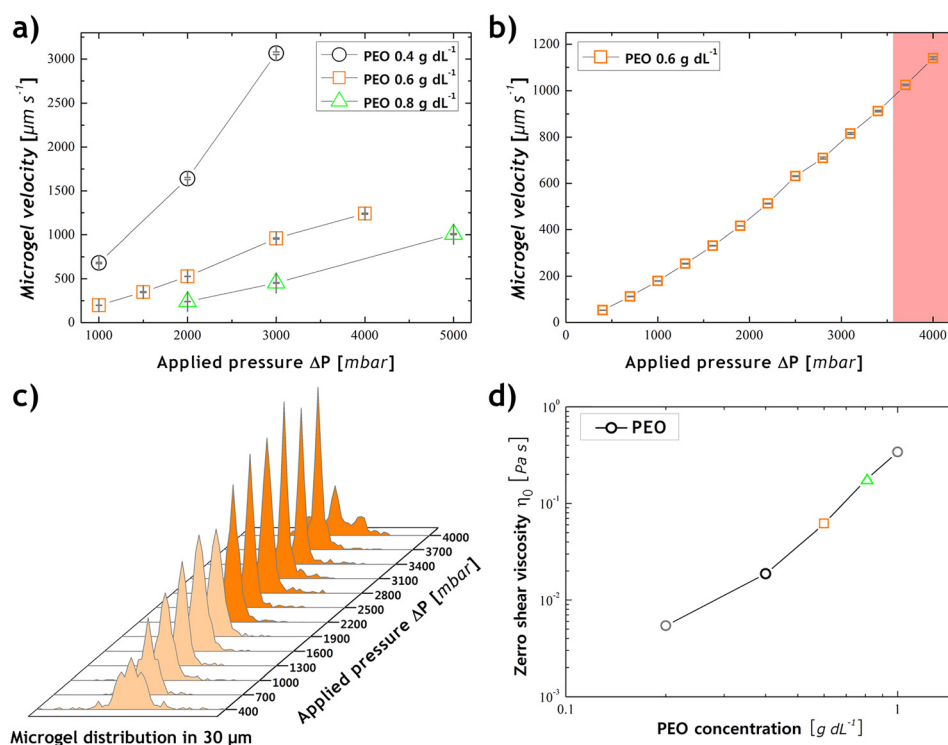 a)
Microgel velocity [µm s⁻¹]
3000
2500
2000
1500
1000
500
0
PEO 0.4 g dL⁻¹
PEO 0.6 g dL⁻¹
PEO 0.8 g dL⁻¹
1000 2000 3000 4000 5000
Applied pressure ΔP [mbar]
b)
Microgel velocity [µm s⁻¹]
1200
1000
800
600
400
200
0
PEO 0.6 g dL⁻¹
0 1000 2000 3000 4000
Applied pressure ΔP [mbar]
c)
4000
3700
3400
3100
2800
2500
2200
1900
1600
1300
1000
700
400
Applied pressure ΔP [mbar]
Microgel distribution in 30 µm
d)
Zerro shear viscosity η₀ [Pa s]
10⁰
10⁻¹
10⁻²
10⁻³
PEO
0.1 1
PEO concentration [g dL⁻¹]